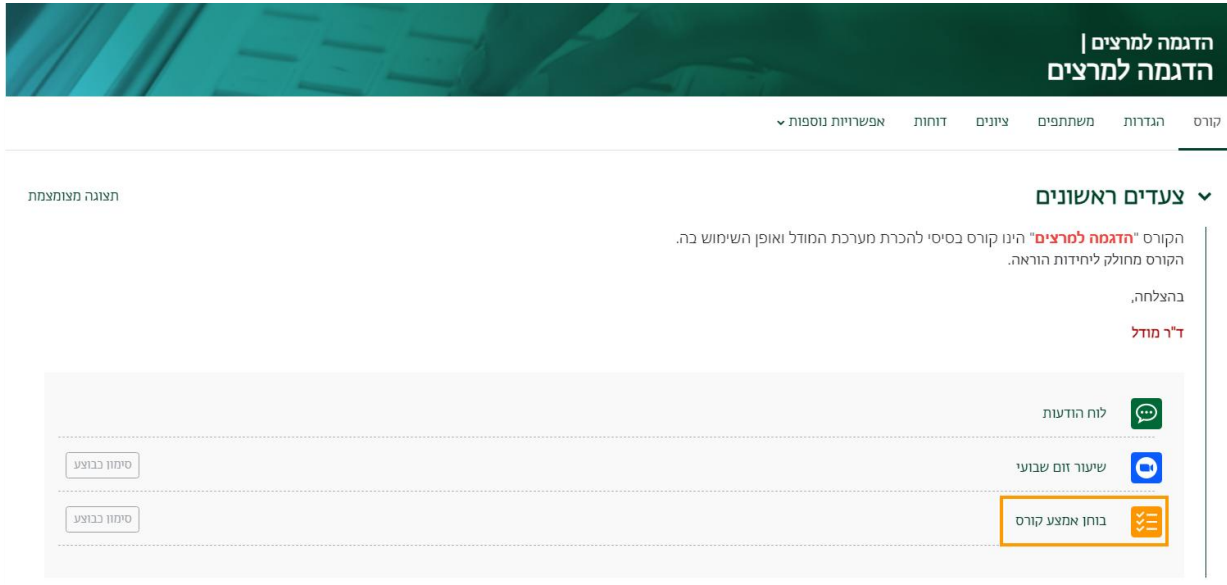 הדגמה למרצים |
הדגמה למרצים
קורס הגדרות משתתפים ציונים דוחות אפשרויות נוספות
צעדים ראשונים
תצוגה מצומצמת
הקורס "הדגמה למרצים" הינו קורס בסיסי להכרת מערכת המודל ואופן השימוש בה.
הקורס מחולק ליחידות הוראה.
בהצלחה,
ד"ר מודל
לוח הודעות
שיעור זום שבועי
סימון כבוצע
בוחן אמצע קורס
סימון כבוצע